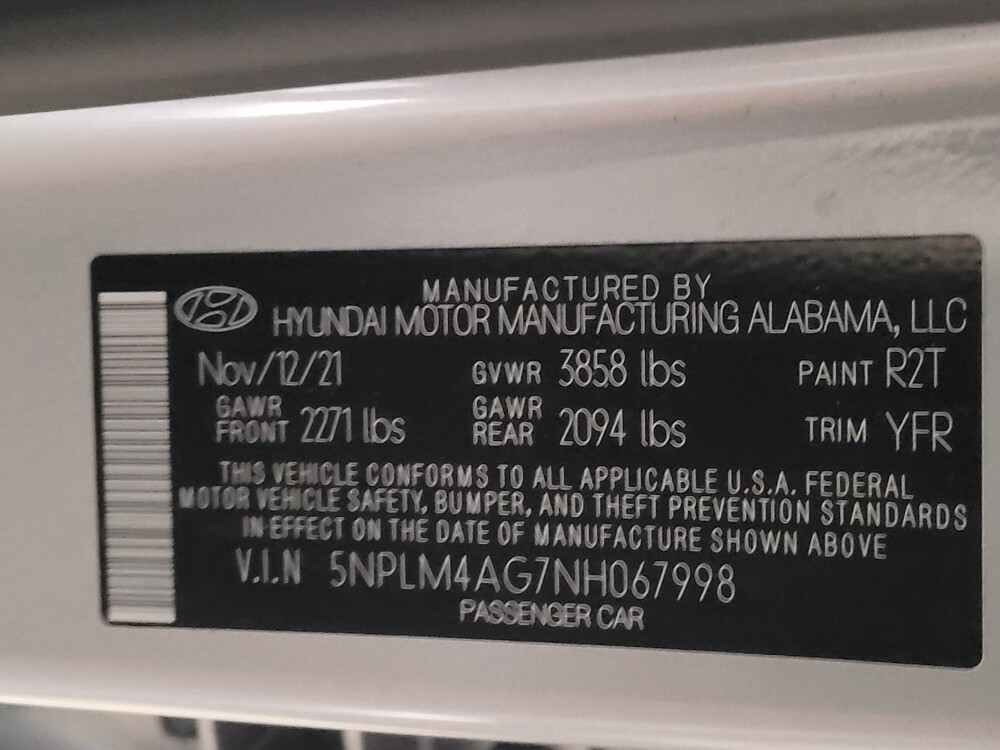 MANUFACTURED BY
HYUNDAI MOTOR MANUFACTURING ALABAMA, LLC
Nov/12/21 GVWR 3858 lbs PAINT R2T
GAWR FRONT 2271 lbs GAWR REAR 2094 lbs TRIM YFR
THIS VEHICLE CONFORMS TO ALL APPLICABLE U.S.A. FEDERAL
MOTOR VEHICLE SAFETY, BUMPER, AND THEFT PREVENTION STANDARDS
IN EFFECT ON THE DATE OF MANUFACTURE SHOWN ABOVE
V.I.N 5NPLM4AG7NH067998
PASSENGER CAR